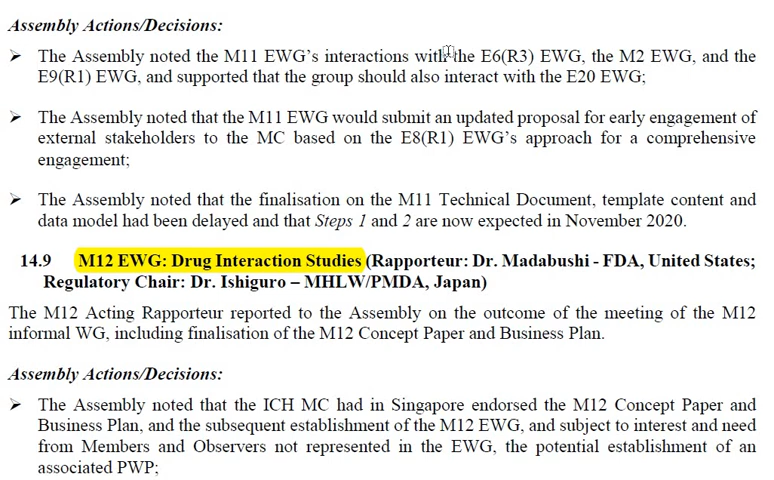 Assembly Actions/Decisions:
➢ The Assembly noted the M11 EWG's interactions with the E6(R3) EWG, the M2 EWG, and the
E9(R1) EWG, and supported that the group should also interact with the E20 EWG;
➢ The Assembly noted that the M11 EWG would submit an updated proposal for early engagement of
external stakeholders to the MC based on the E8(R1) EWG's approach for a comprehensive
engagement;
➢ The Assembly noted that the finalisation on the M11 Technical Document, template content and
data model had been delayed and that Steps 1 and 2 are now expected in November 2020.
14.9 M12 EWG: Drug Interaction Studies (Rapporteur: Dr. Madabushi - FDA, United States;
Regulatory Chair: Dr. Ishiguro – MHLW/PMDA, Japan)
The M12 Acting Rapporteur reported to the Assembly on the outcome of the meeting of the M12
informal WG, including finalisation of the M12 Concept Paper and Business Plan.
Assembly Actions/Decisions:
➢ The Assembly noted that the ICH MC had in Singapore endorsed the M12 Concept Paper and
Business Plan, and the subsequent establishment of the M12 EWG, and subject to interest and need
from Members and Observers not represented in the EWG, the potential establishment of an
associated PWP;